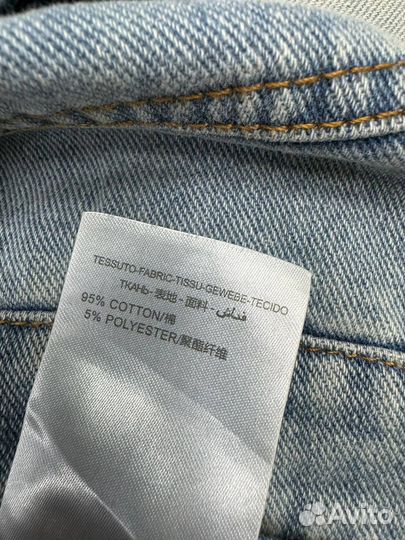 TESSUTO-FABRIC-TISSU-GEWEBE-TECIDO
ТКАНЬ- 表地 - 面料 - قماش
95% COTTON/棉
5% POLYESTER/聚酯纤维
Avito